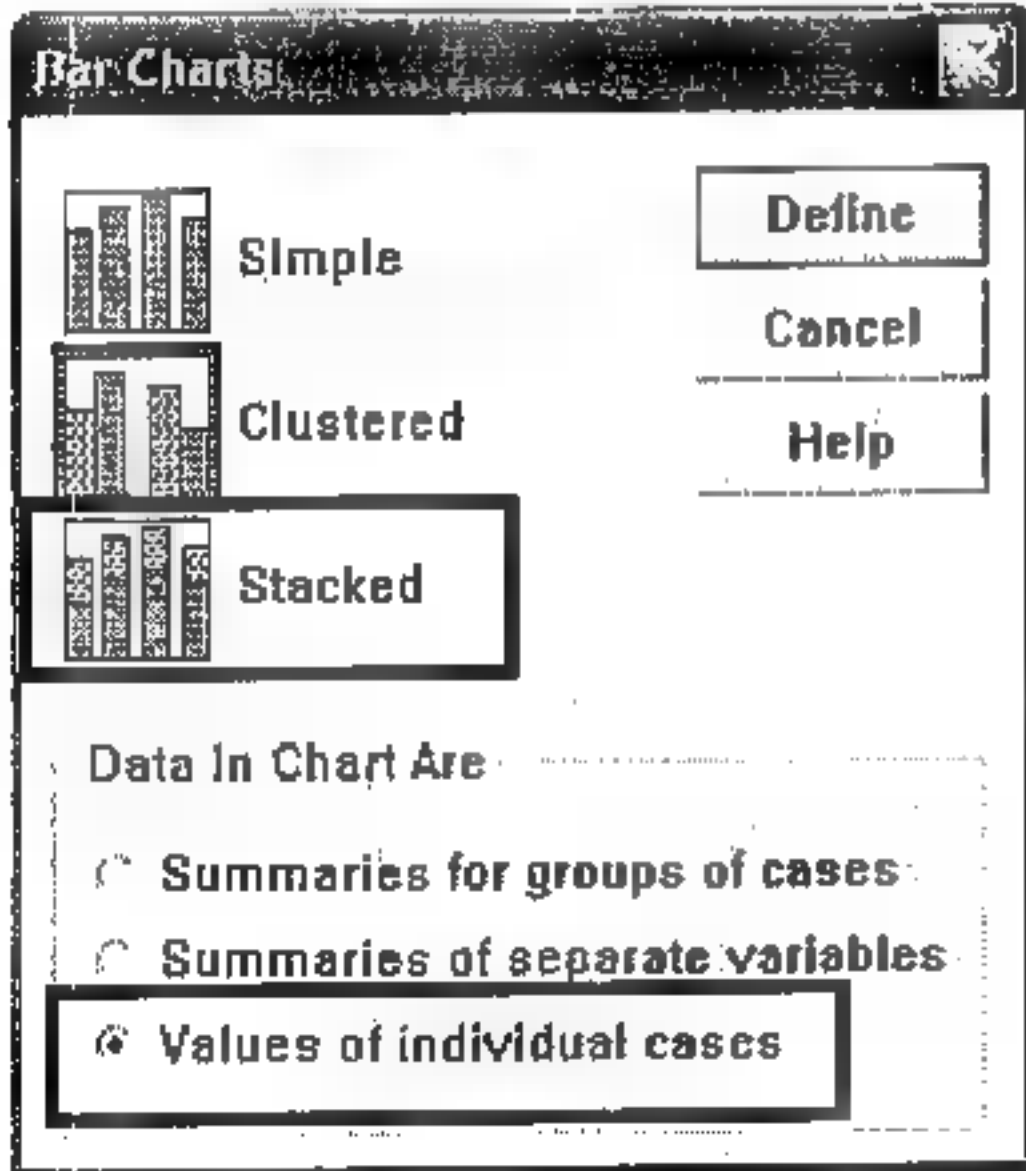 Bar Charts
Simple
Define
Cancel
Clustered
Help
Stacked
Data In Chart Are
Summaries for groups of cases
Summaries of separate variables
Values of individual cases